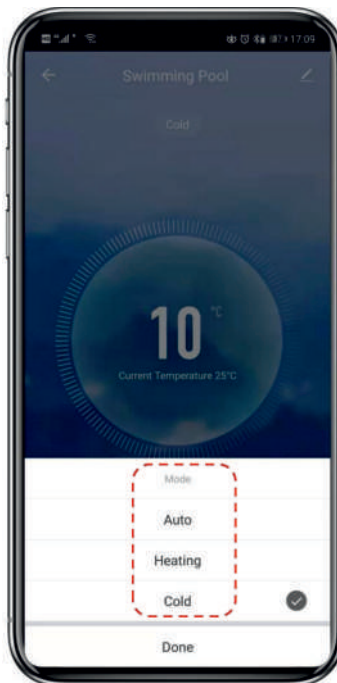 17:09
Swimming Pool
Cold
10 °C
Current Temperature 25°C
Mode
Auto
Heating
Cold
Done